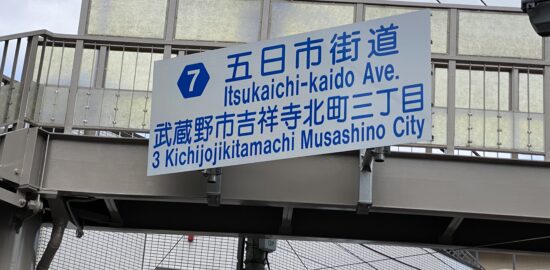 7 五日市街道
Itsukaichi-kaido Ave.
武蔵野市吉祥寺北町三丁目
3 Kichijojikitamachi Musashino City